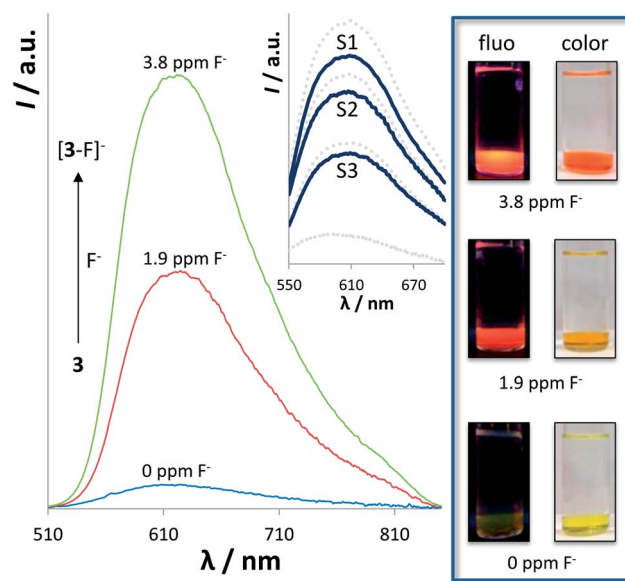 I / a.u.
3.8 ppm F-
[3-F]-
F-
3
1.9 ppm F-
0 ppm F-
510
610
710
810
λ / nm
I / a.u.
S1
S2
S3
550
610
670
λ / nm
fluo color
3.8 ppm F-
1.9 ppm F-
0 ppm F-